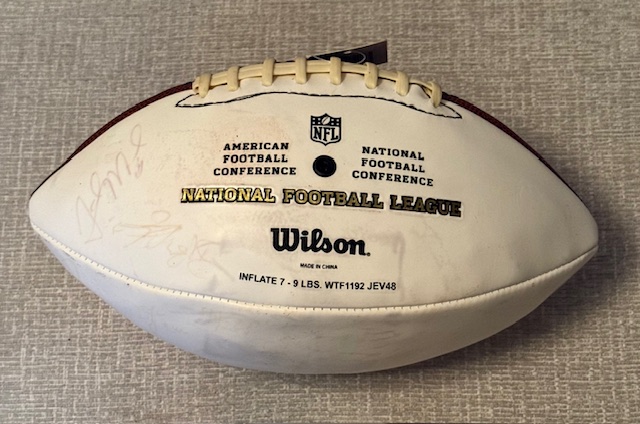 NFL
AMERICAN
FOOTBALL
CONFERENCE
NATIONAL
FOOTBALL
CONFERENCE
NATIONAL FOOTBALL LEAGUE
Wilson
MADE IN CHINA
INFLATE 7 - 9 LBS. WTF1192 JEV48